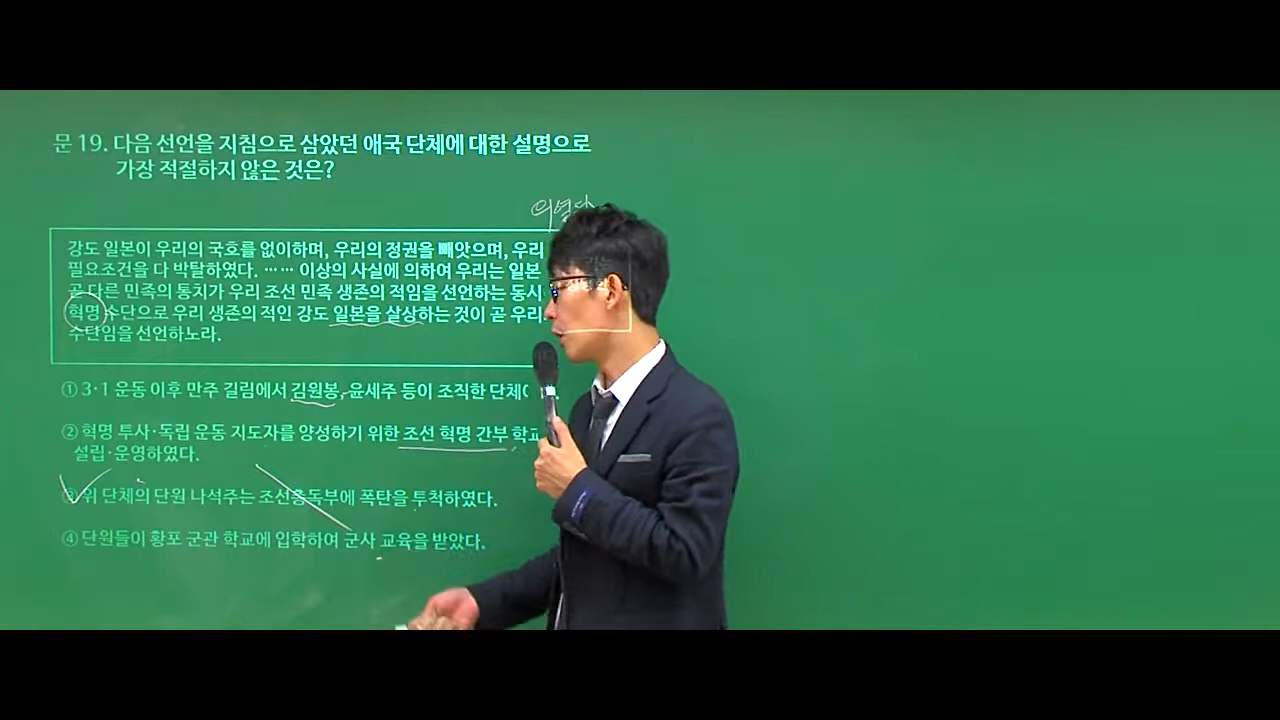 문 19. 다음 선언을 지침으로 삼았던 애국 단체에 대한 설명으로
가장 적절하지 않은 것은?
의열단
강도 일본이 우리의 국호를 없이하며, 우리의 정권을 빼앗으며, 우리
필요조건을 다 박탈하였다. …… 이상의 사실에 의하여 우리는 일본
곧 다른 민족의 통치가 우리 조선 민족 생존의 적임을 선언하는 동시
혁명 수단으로 우리 생존의 적인 강도 일본을 살상하는 것이 곧 우리
수단임을 선언하노라.
① 3·1 운동 이후 만주 길림에서 김원봉, 윤세주 등이 조직한
② 혁명 투사·독립 운동 지도자를 양성하기 위한 조선 혁명 간부
설립·운영하였다.
③ 위 단체의 단원 나석주는 조선총독부에 폭탄을 투척하였다.
④ 단원들이 황포 군관 학교에 입학하여 군사 교육을 받았다.